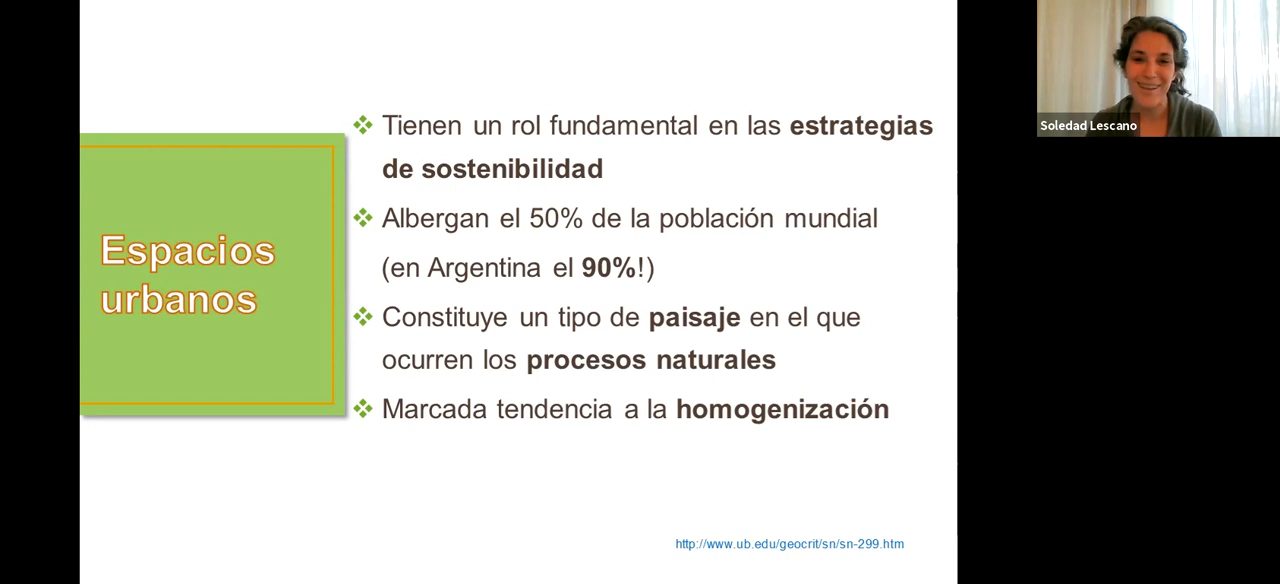 Espacios
urbanos
Tienen un rol fundamental en las estrategias
de sostenibilidad
Albergan el 50% de la población mundial
(en Argentina el 90%!)
Constituye un tipo de paisaje en el que
ocurren los procesos naturales
Marcada tendencia a la homogenización
http://www.ub.edu/geocrit/sn/sn-299.htm
Soledad Lescano